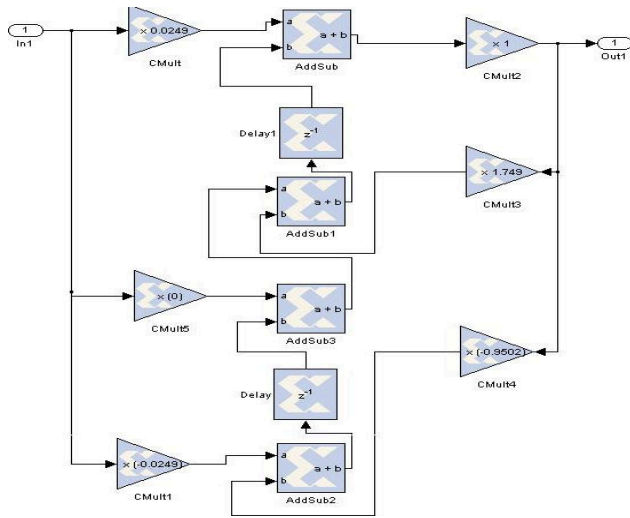 1
In1
x 0.0249
CMult
a
b
a + b
AddSub
x 1
CMult2
1
Out1
Delay1
z-1
a
b
a + b
AddSub1
x 1.749
CMult3
x (0)
CMult5
a
b
a + b
AddSub3
x (-0.9502)
CMult4
Delay
z-1
x (-0.0249)
CMult1
a
b
a + b
AddSub2